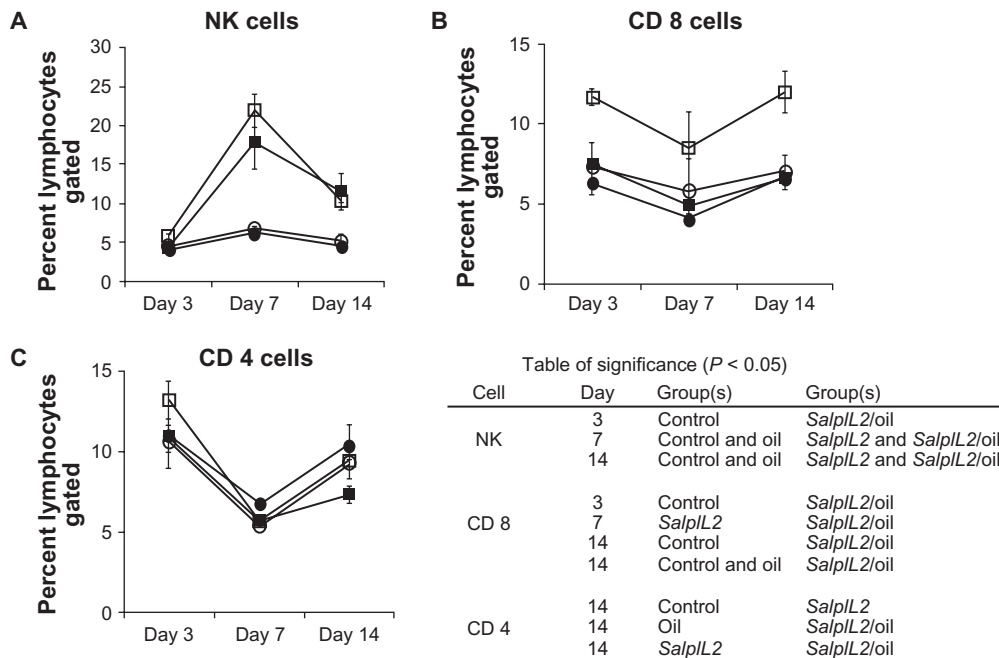 A NK cells
Percent lymphocytes
gated
30
25
20
15
10
5
0
Day 3 Day 7 Day 14
B CD 8 cells
Percent lymphocytes
gated
15
10
5
0
Day 3 Day 7 Day 14
C CD 4 cells
Percent lymphocytes
gated
15
10
5
0
Day 3 Day 7 Day 14
Table of significance (P < 0.05)
Cell Day Group(s) Group(s)
NK
3 Control SalpIL2/oil
7 Control and oil SalpIL2 and SalpIL2/oil
14 Control and oil SalpIL2 and SalpIL2/oil
CD 8
3 Control SalpIL2/oil
7 SalpIL2 SalpIL2/oil
14 Control SalpIL2/oil
14 Control and oil SalpIL2/oil
CD 4
14 Control SalpIL2
14 Oil SalpIL2/oil
14 SalpIL2 SalpIL2/oil